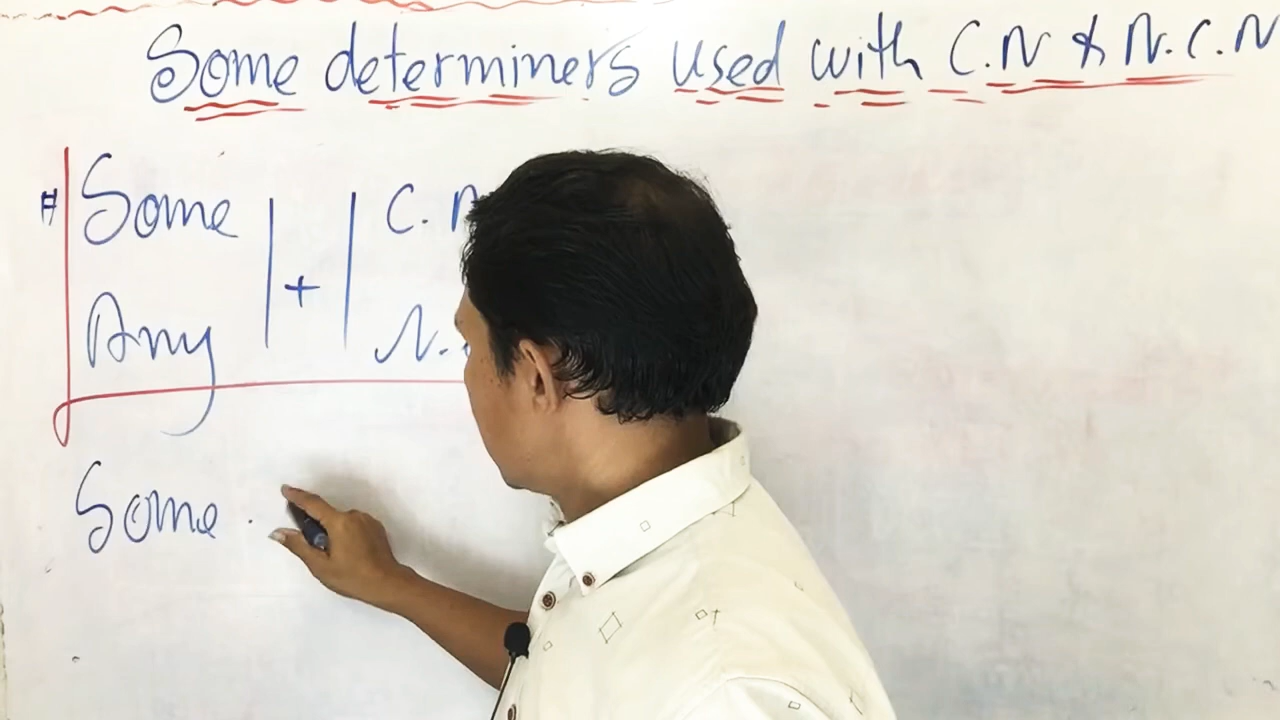 Some determiners used with C.N & N.C.N
# Some + C. N
Any N.
Some